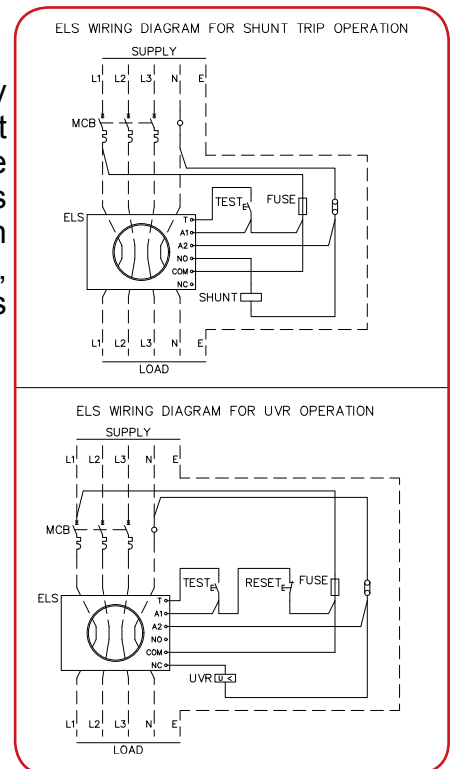 ELS WIRING DIAGRAM FOR SHUNT TRIP OPERATION
SUPPLY
L1 L2 L3 N E
MCB
TEST E FUSE
ELS
T
A1
A2
NO
COM
NC
SHUNT
L1 L2 L3 N E
LOAD
y
t
e
s
n
,
s
ELS WIRING DIAGRAM FOR UVR OPERATION
SUPPLY
L1 L2 L3 N E
MCB
TEST E RESET E FUSE
ELS
T
A1
A2
NO
COM
NC
UVR U <
L1 L2 L3 N E
LOAD